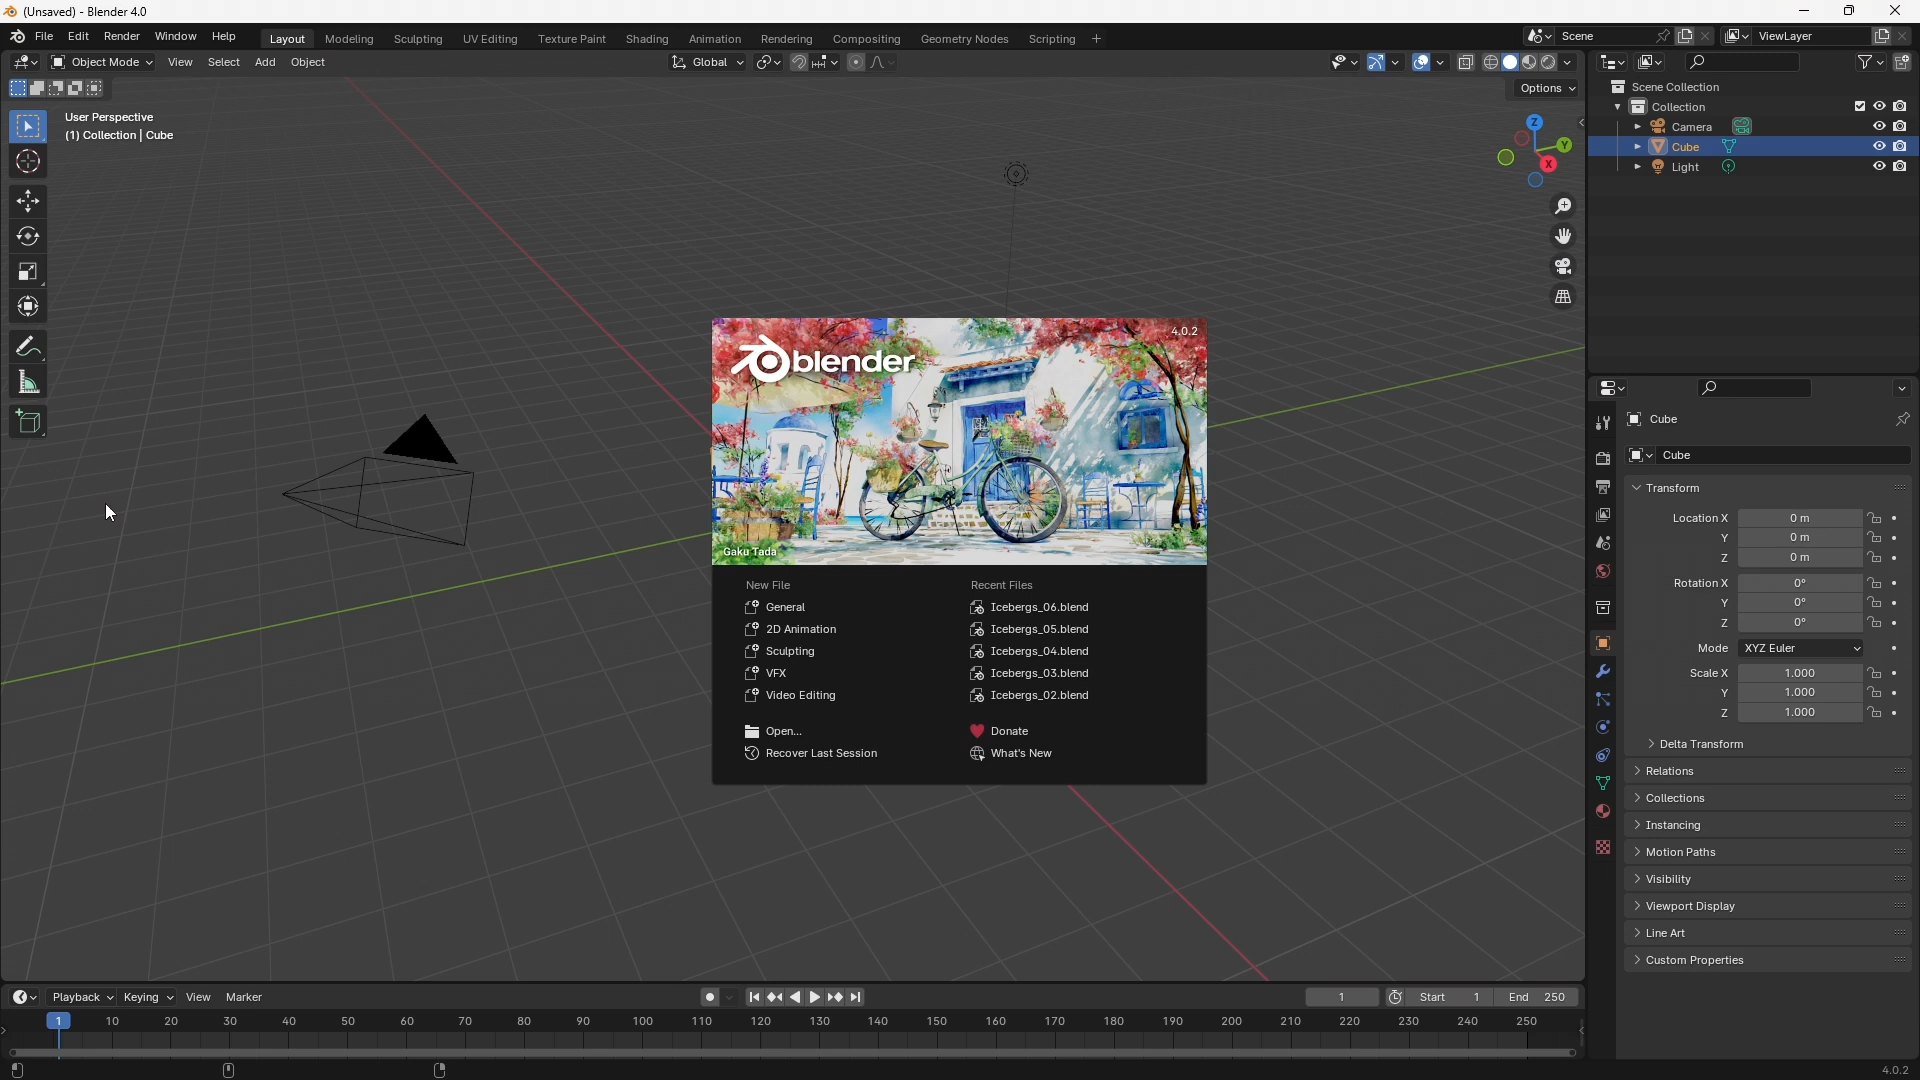 (Unsaved) - Blender 4.0
File Edit Render Window Help Layout Modeling Sculpting UV Editing Texture Paint Shading Animation Rendering Compositing Geometry Nodes Scripting + Scene ViewLayer
Object Mode View Select Add Object Global
Options
User Perspective
(1) Collection | Cube
Z
Y
X
Scene Collection
Collection
Camera
Cube
Light
4.0.2
blender
Gaku Tada
New File
General
2D Animation
Sculpting
VFX
Video Editing
Open...
Recover Last Session
Recent Files
Icebergs_06.blend
Icebergs_05.blend
Icebergs_04.blend
Icebergs_03.blend
Icebergs_02.blend
Donate
What's New
Cube
Cube
Transform
Location X 0 m
Y 0 m
Z 0 m
Rotation X 0°
Y 0°
Z 0°
Mode XYZ Euler
Scale X 1.000
Y 1.000
Z 1.000
Delta Transform
Relations
Collections
Instancing
Motion Paths
Visibility
Viewport Display
Line Art
Custom Properties
Playback Keying View Marker 1 Start 1 End 250
1 10 20 30 40 50 60 70 80 90 100 110 120 130 140 150 160 170 180 190 200 210 220 230 240 250
4.0.2